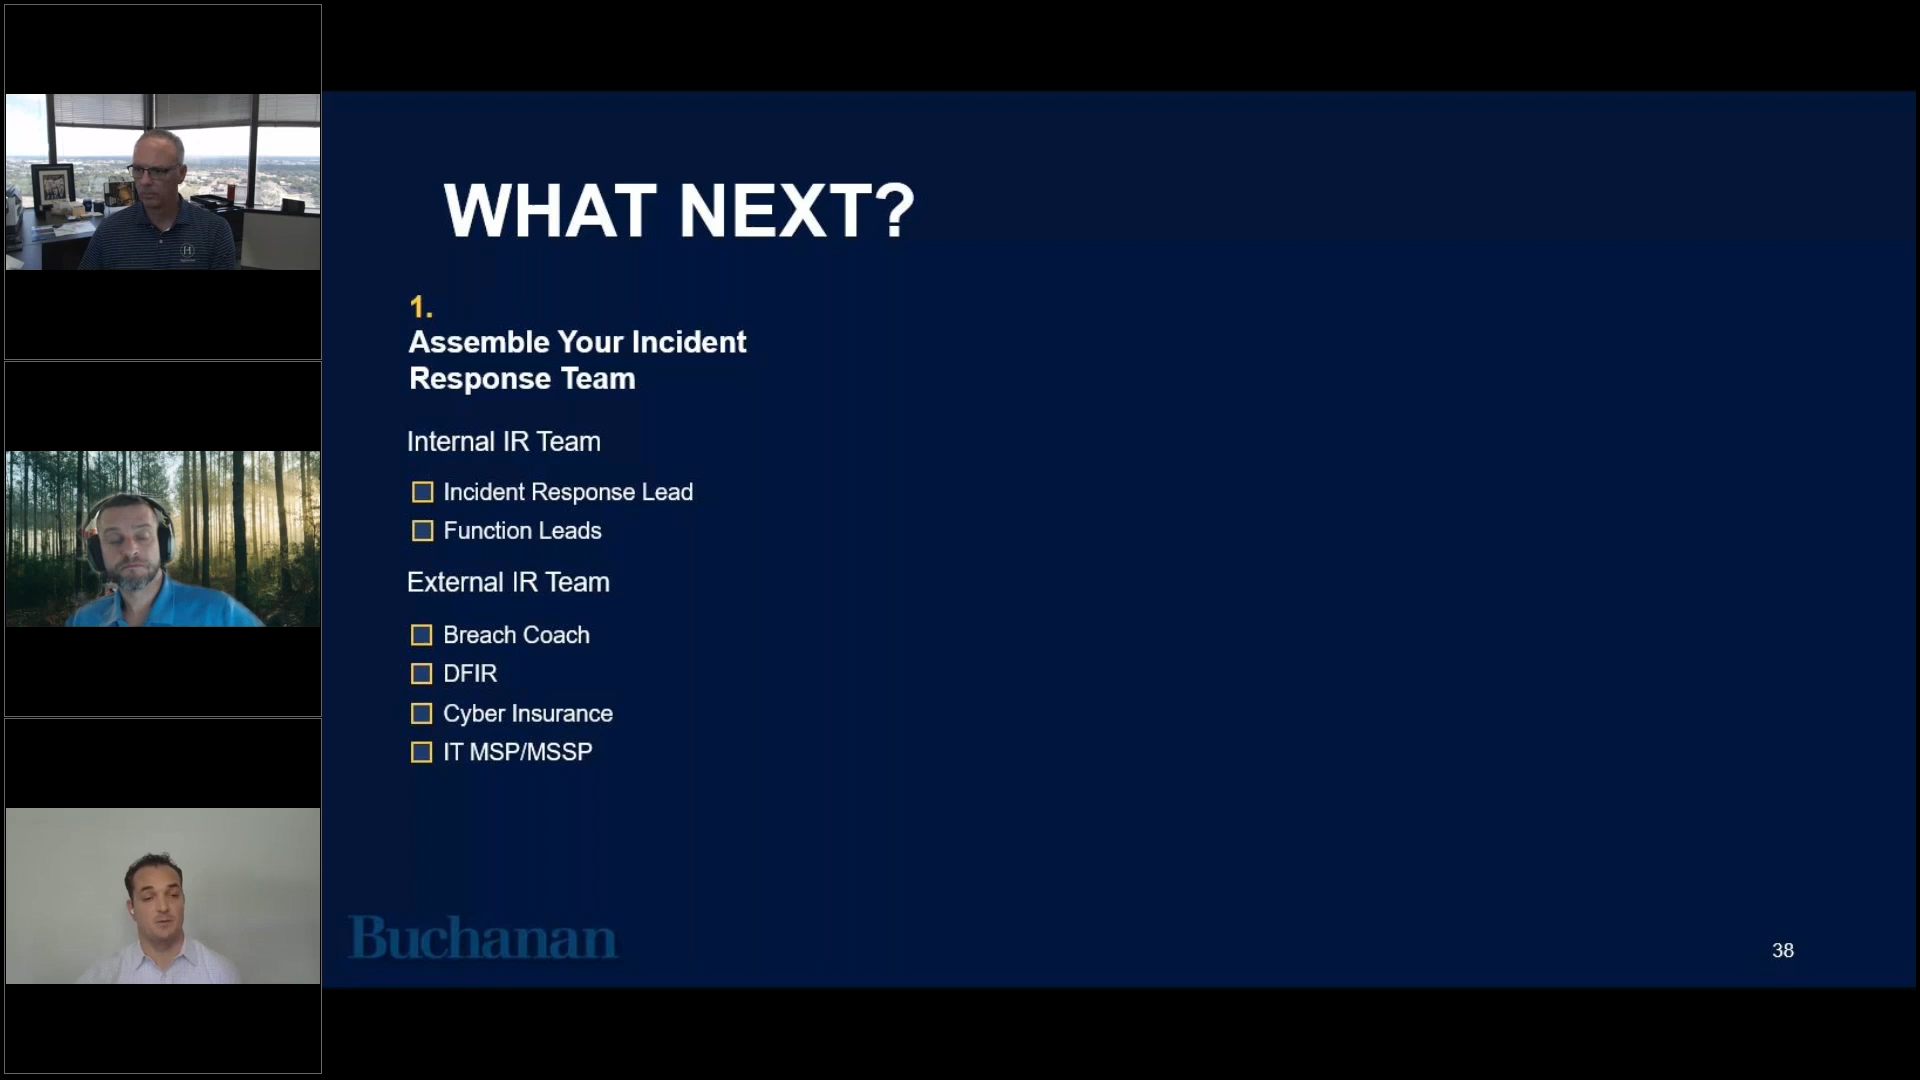 WHAT NEXT?
1.
Assemble Your Incident
Response Team
Internal IR Team
Incident Response Lead
Function Leads
External IR Team
Breach Coach
DFIR
Cyber Insurance
IT MSP/MSSP
Buchanan
38